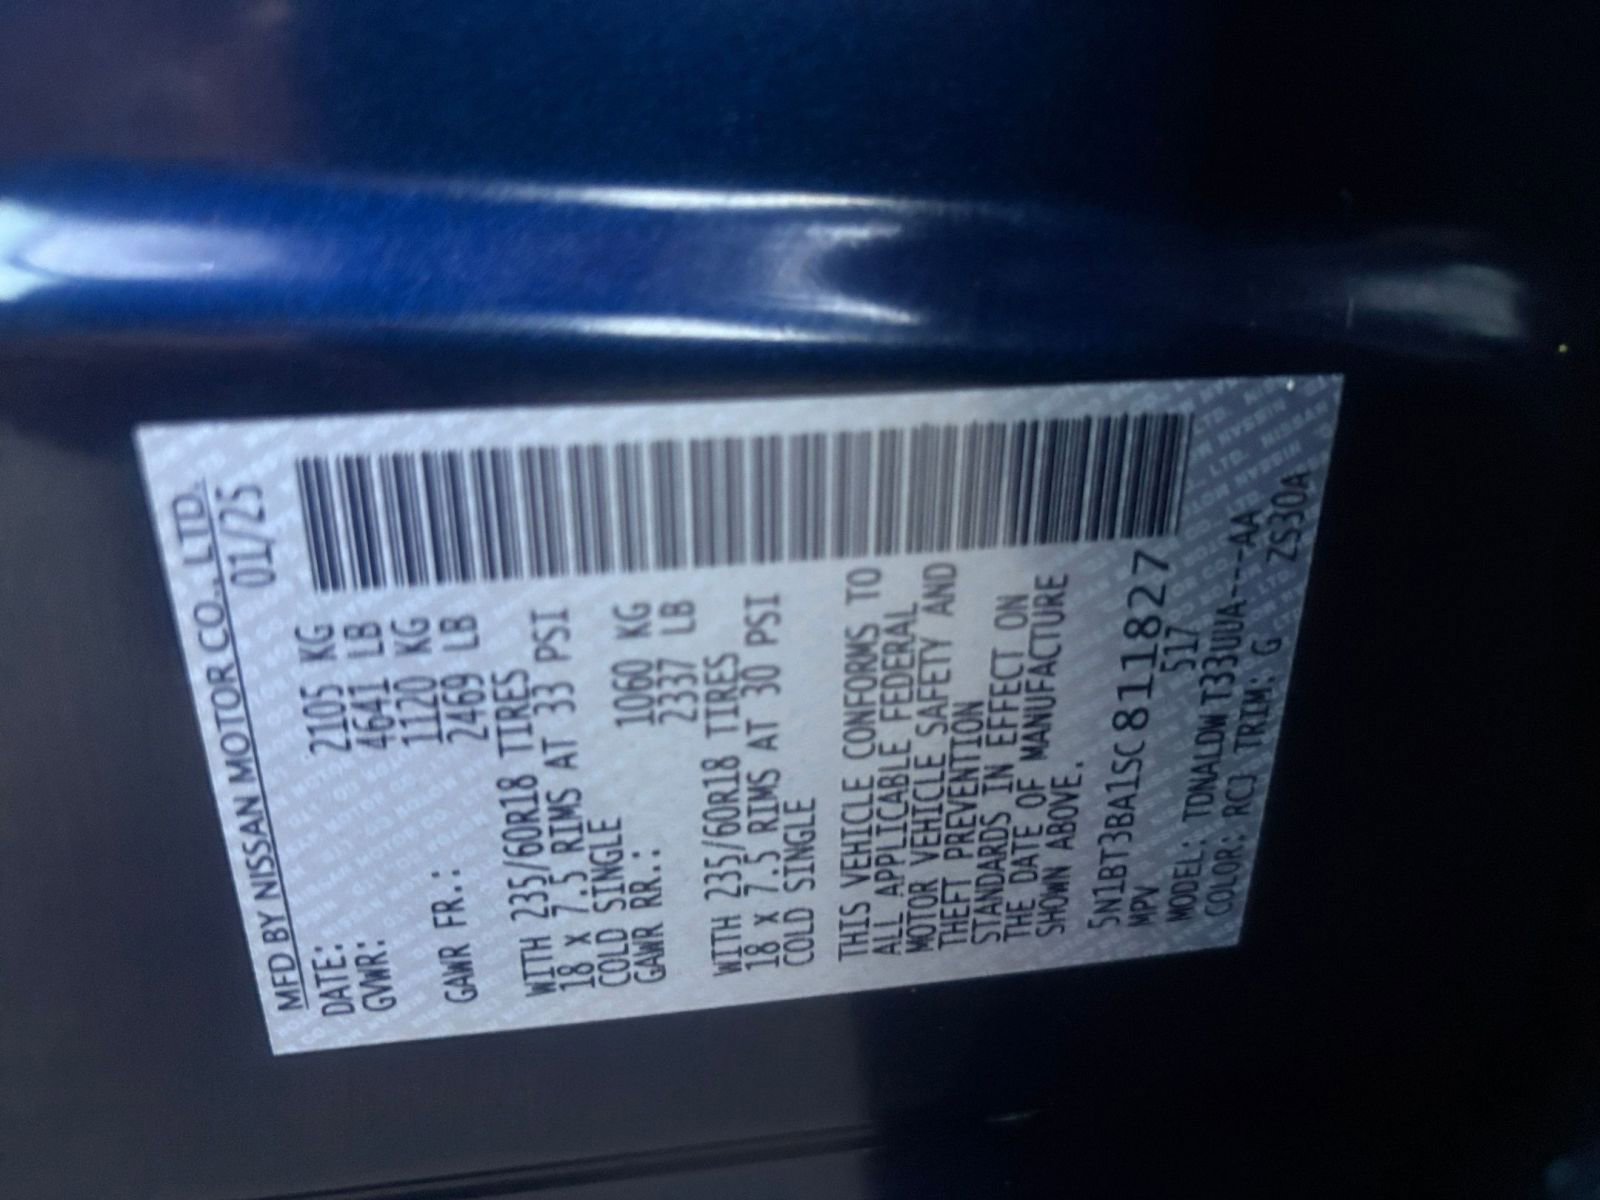 MFD BY NISSAN MOTOR CO., LTD.
DATE: 01/25
GVWR: 2105 KG
4641 LB
1120 KG
GAWR FR.: 2469 LB
WITH 235/60R18 TIRES
18 X 7.5 RIMS AT 33 PSI
COLD SINGLE
GAWR RR.: 1060 KG
2337 LB
WITH 235/60R18 TIRES
18 X 7.5 RIMS AT 30 PSI
COLD SINGLE
THIS VEHICLE CONFORMS TO
ALL APPLICABLE FEDERAL
MOTOR VEHICLE SAFETY AND
THEFT PREVENTION
STANDARDS IN EFFECT ON
THE DATE OF MANUFACTURE
SHOWN ABOVE.
5N1BT3BA1SC811827
MPV 517
MODEL: TDNALDWT33UUA----AA
COLOR: RCJ TRIM: G ZS30A